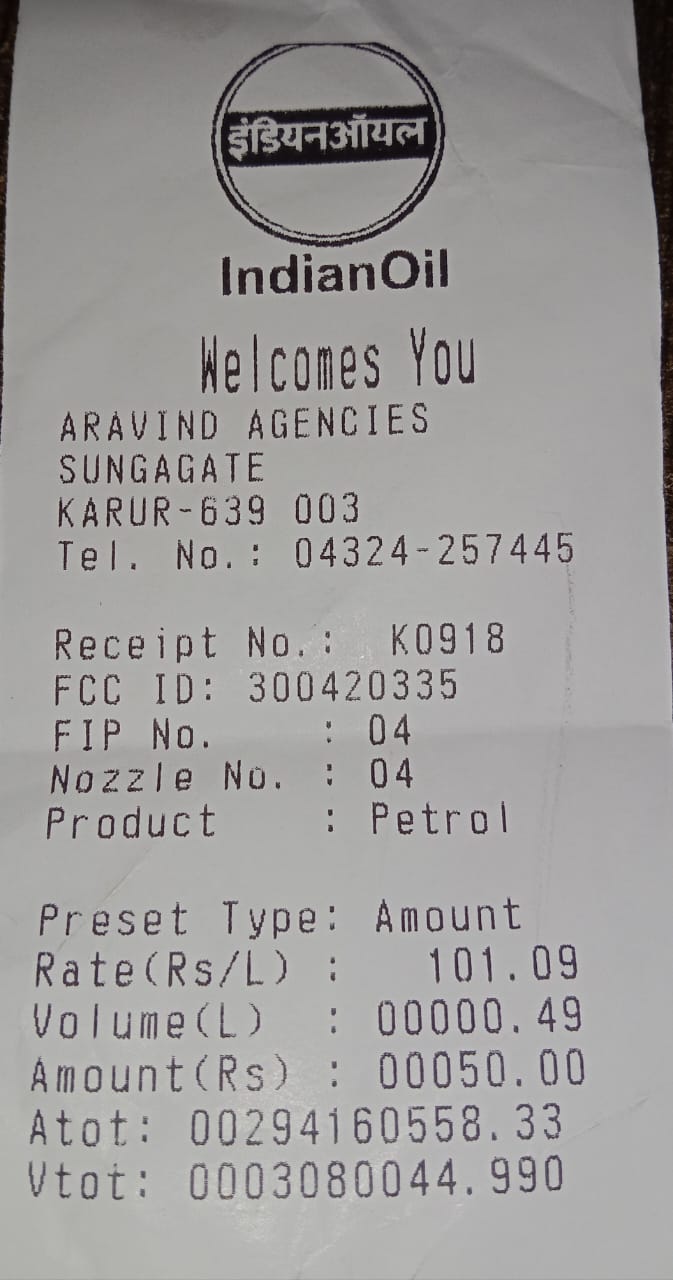 इंडियनऑयल
IndianOil
Welcomes You
ARAVIND AGENCIES
SUNGAGATE
KARUR-639 003
Tel. No.: 04324-257445
Receipt No.: K0918
FCC ID: 300420335
FIP No. : 04
Nozzle No. : 04
Product : Petrol
Preset Type: Amount
Rate(Rs/L) : 101.09
Volume(L) : 00000.49
Amount(Rs) : 00050.00
Atot: 00294160558.33
Vtot: 0003080044.990